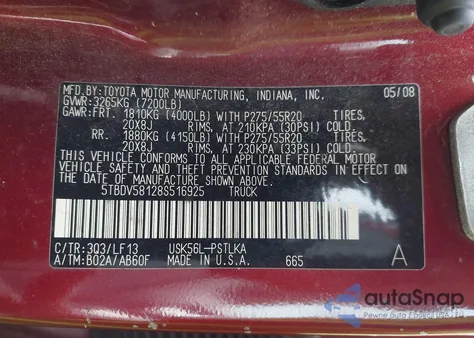 MFD.BY:TOYOTA MOTOR MANUFACTURING, INDIANA, INC. 05/08
GVWR:3265KG (7200LB)
GAWR:FRT. 1810KG (4000LB) WITH P275/55R20 TIRES,
20X8J RIMS, AT 210KPA (30PSI) COLD.
RR. 1880KG (4150LB) WITH P275/55R20 TIRES,
20X8J RIMS, AT 230KPA (33PSI) COLD.
THIS VEHICLE CONFORMS TO ALL APPLICABLE FEDERAL MOTOR
VEHICLE SAFETY AND THEFT PREVENTION STANDARDS IN
EFFECT ON THE DATE OF MANUFACTURE SHOWN ABOVE.
5TBDV58128S516925 TRUCK
C/TR:3Q3/LF13 USK56L-PSTLKA A
A/TM:B02A/AB60F MADE IN U.S.A. 665
autoSnap
Pewne auto z